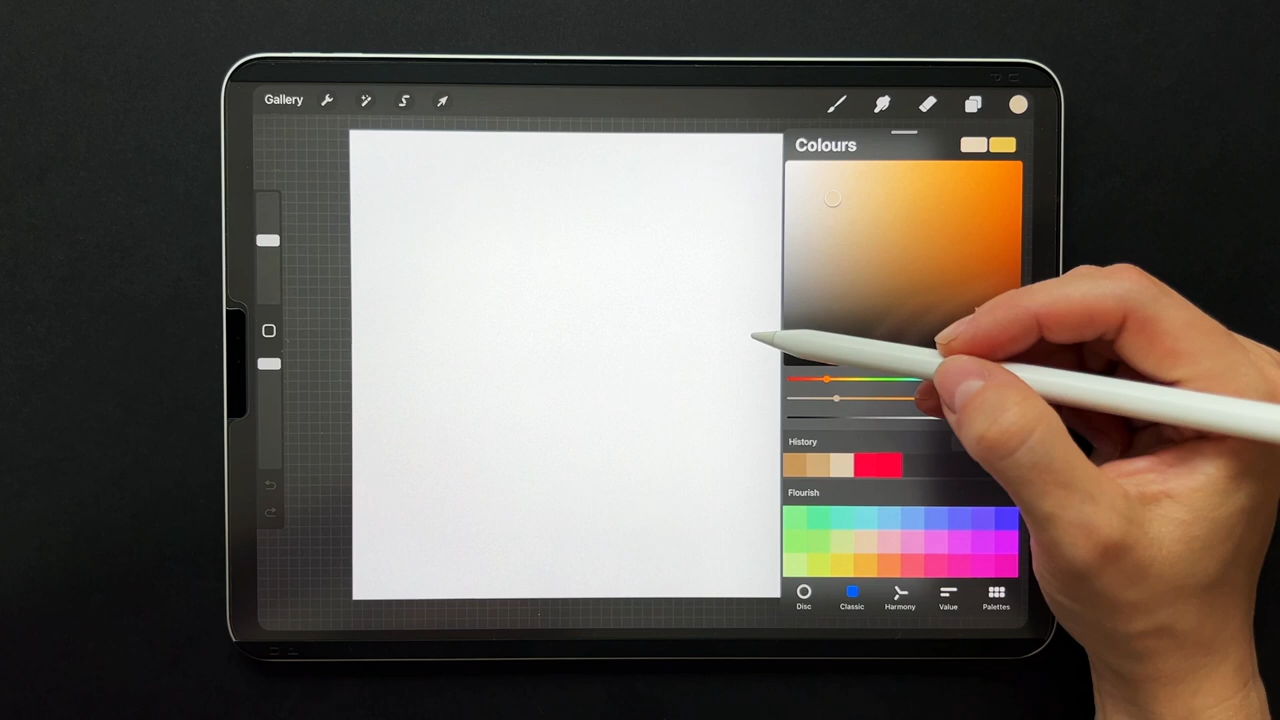 Gallery
Colours
History
Flourish
Disc
Classic
Harmony
Value
Palettes